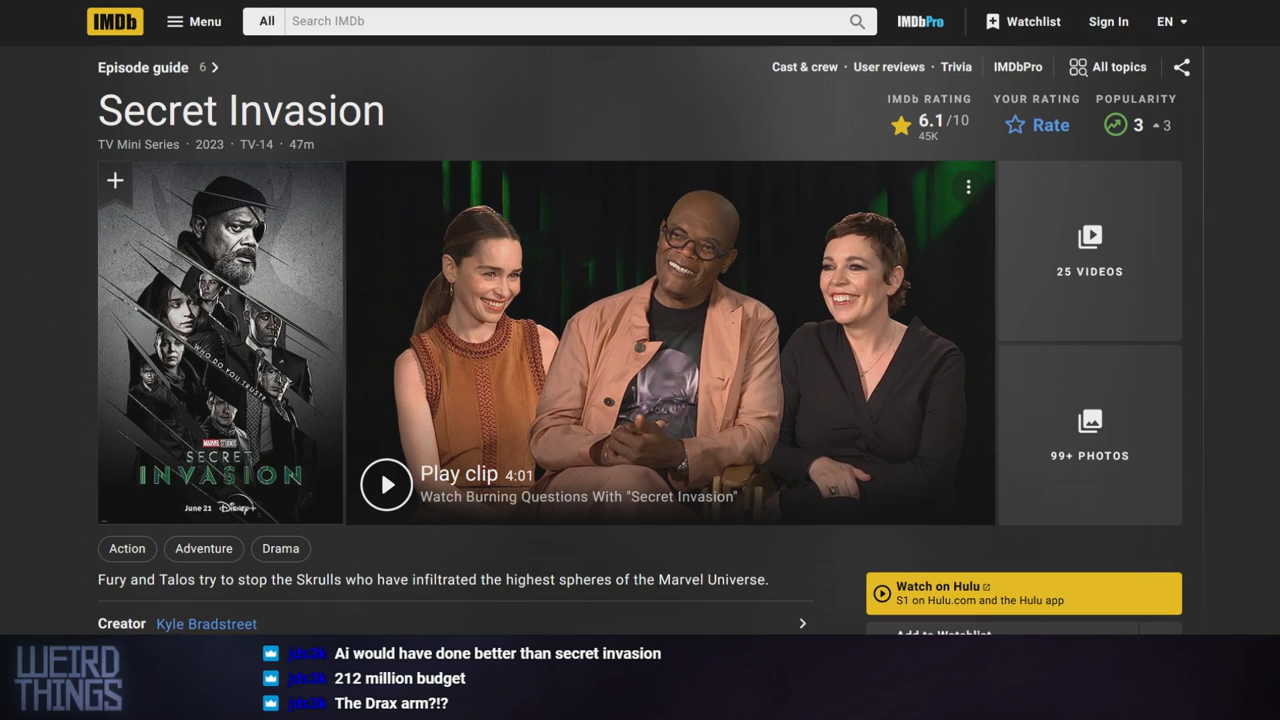 IMDb
Menu
All
Search IMDb
IMDbPro
Watchlist
Sign In
EN
Episode guide 6
Cast & crew · User reviews · Trivia
IMDbPro
All topics
Secret Invasion
TV Mini Series · 2023 · TV-14 · 47m
IMDb RATING
6.1/10
45K
YOUR RATING
Rate
POPULARITY
3
3
WHO DO YOU TRUST?
MARVEL STUDIOS
SECRET
INVASION
June 21 Disney+
Play clip 4:01
Watch Burning Questions With "Secret Invasion"
25 VIDEOS
99+ PHOTOS
Action
Adventure
Drama
Fury and Talos try to stop the Skrulls who have infiltrated the highest spheres of the Marvel Universe.
Watch on Hulu
S1 on Hulu.com and the Hulu app
Creator Kyle Bradstreet
Add to Watchlist
WEIRD
THINGS
jds3k Ai would have done better than secret invasion
jds3k 212 million budget
jds3k The Drax arm?!?